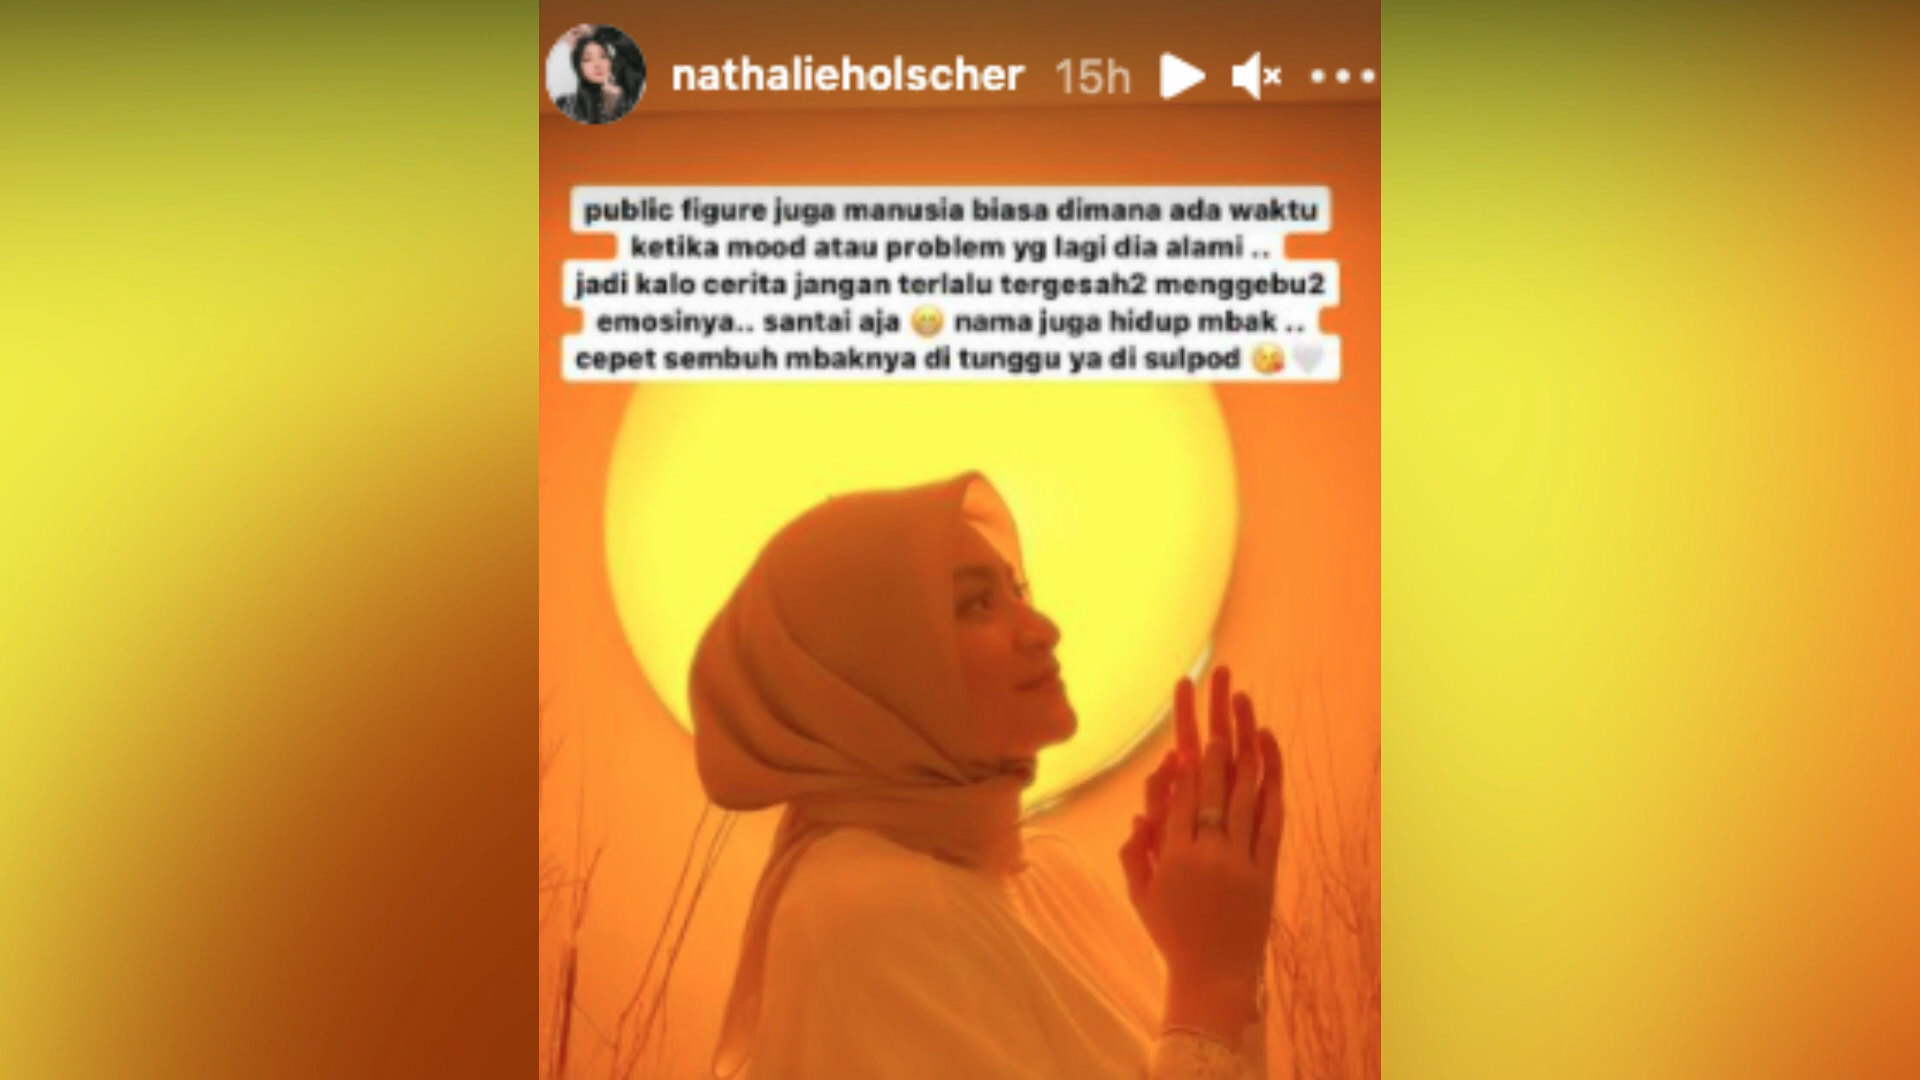 nathalieholscher 15h
public figure juga manusia biasa dimana ada waktu
ketika mood atau problem yg lagi dia alami ..
jadi kalo cerita jangan terlalu tergesah2 menggebu2
emosinya.. santai aja 😁 nama juga hidup mbak ..
cepet sembuh mbaknya di tunggu ya di sulpod 😘🤍